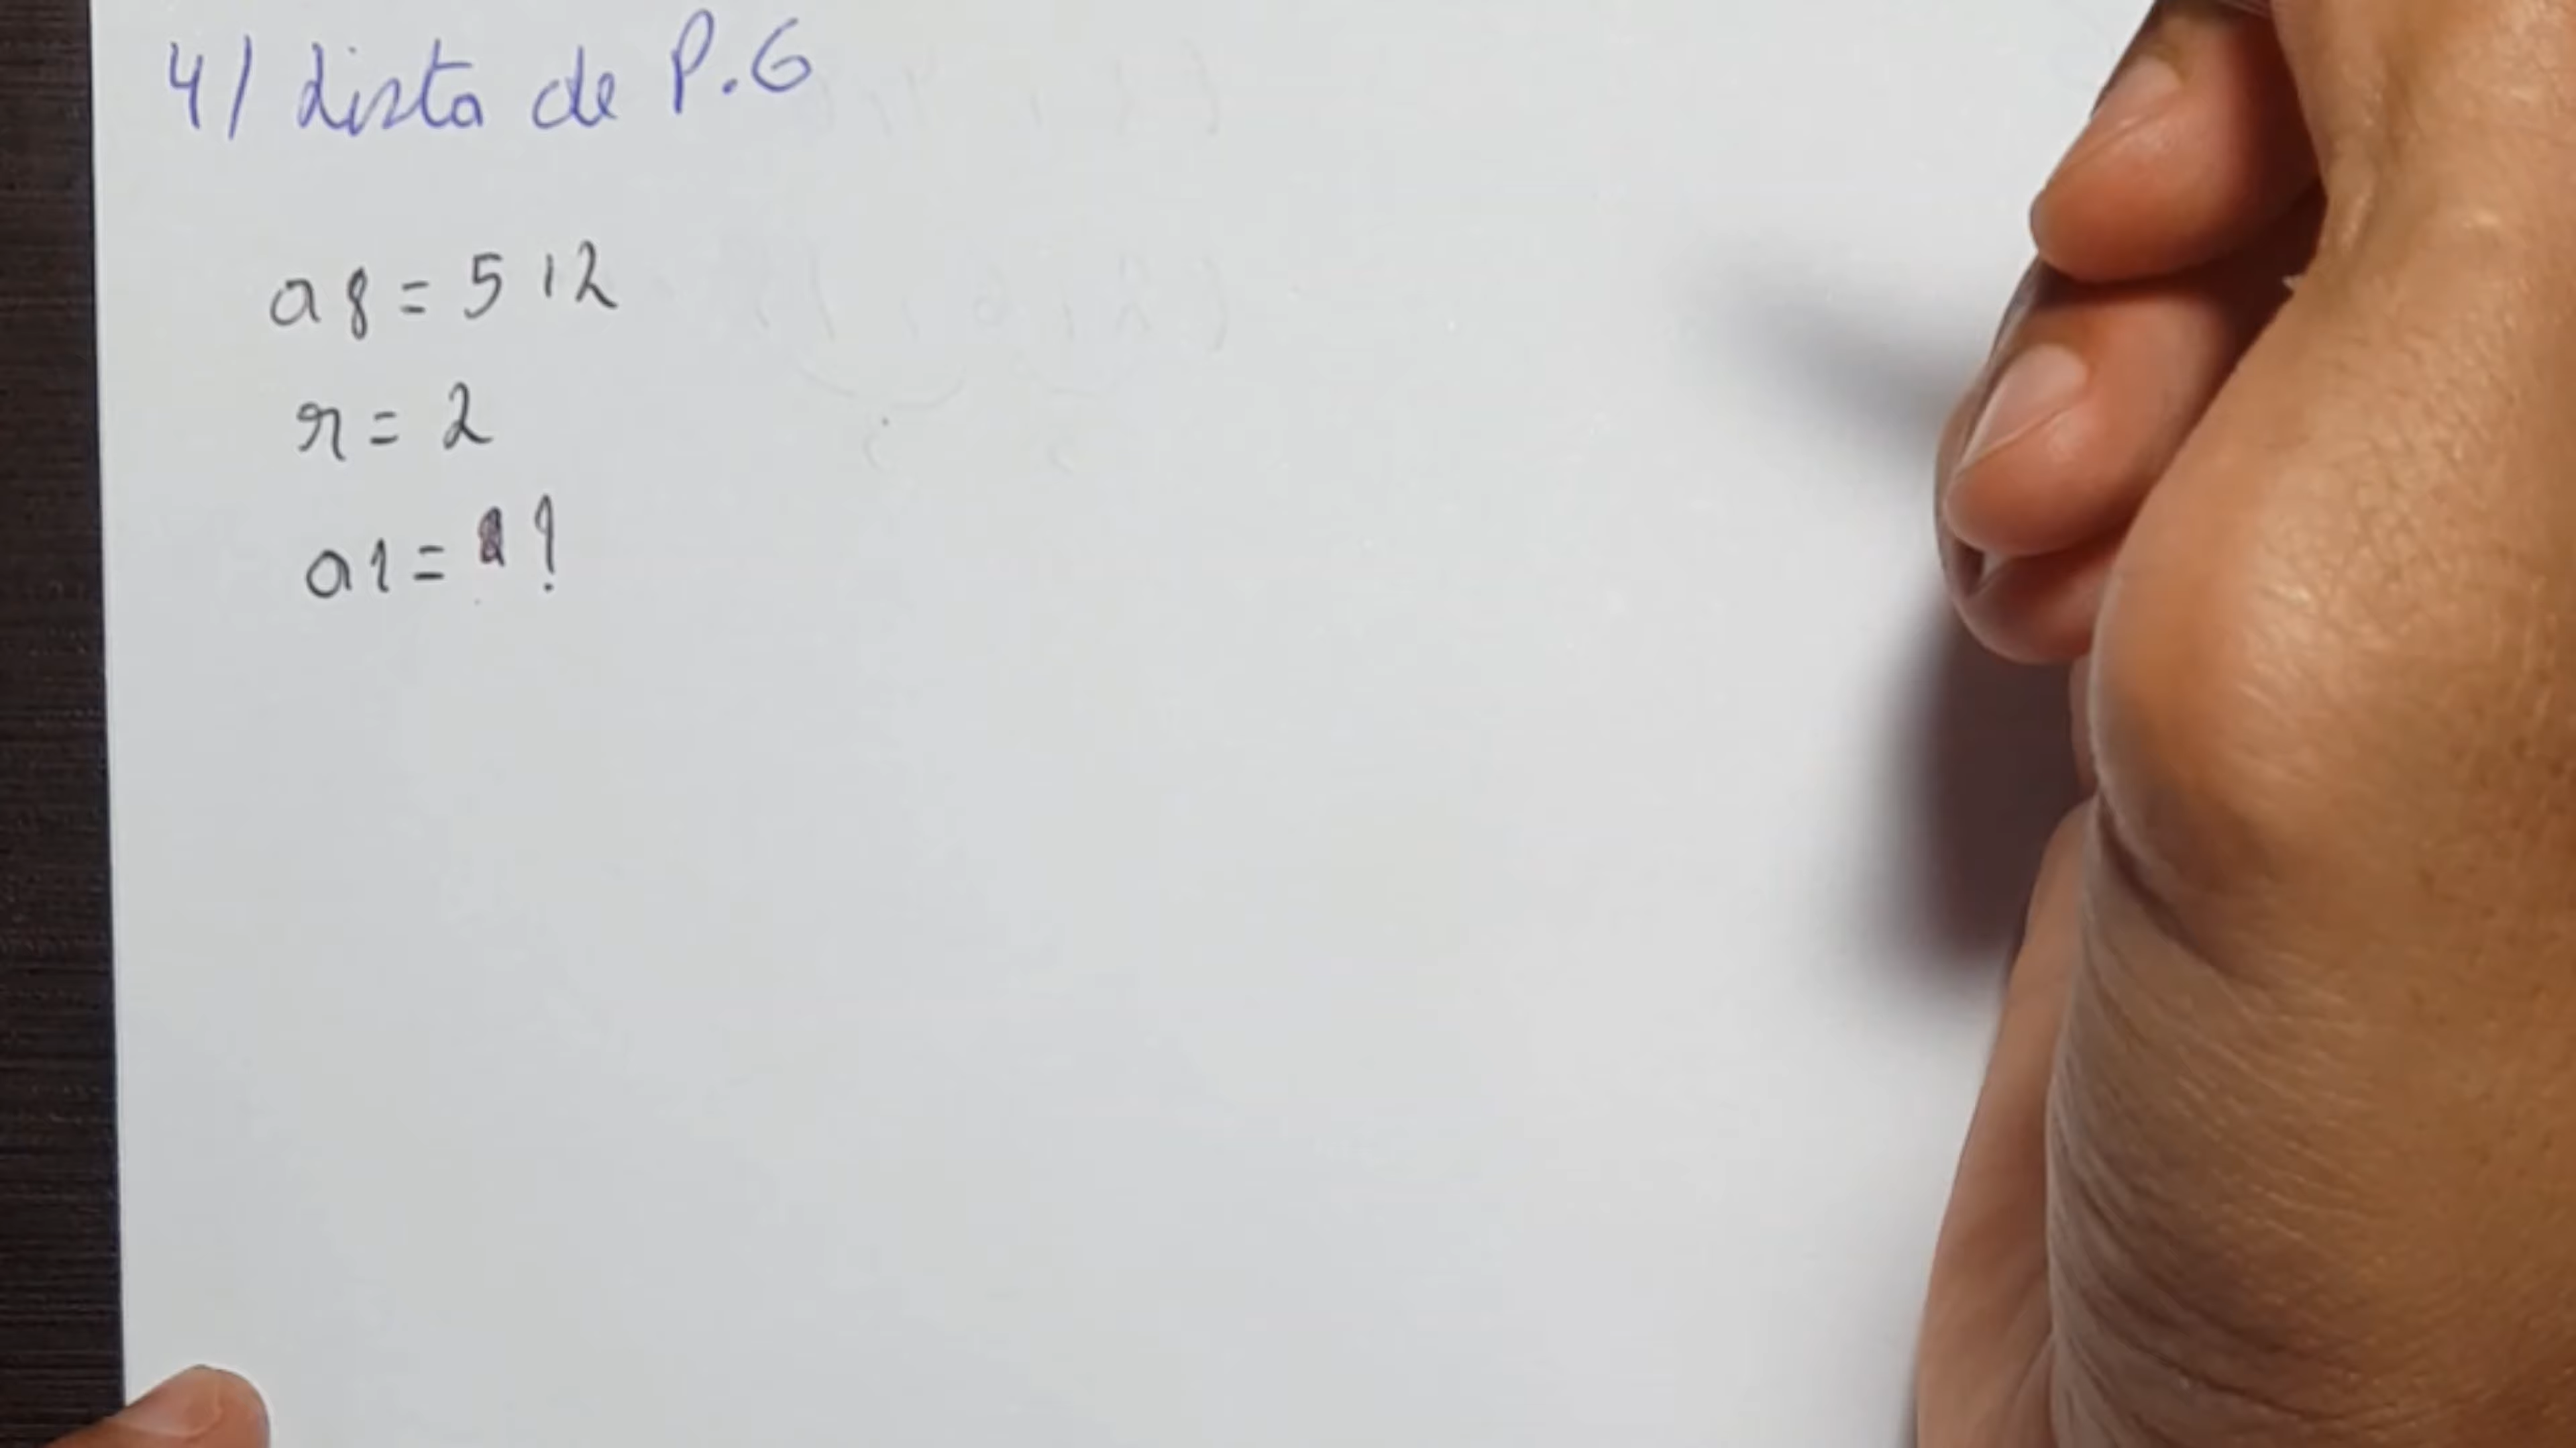 4) Lista de P.G
a8 = 512
r = 2
a1 = ?